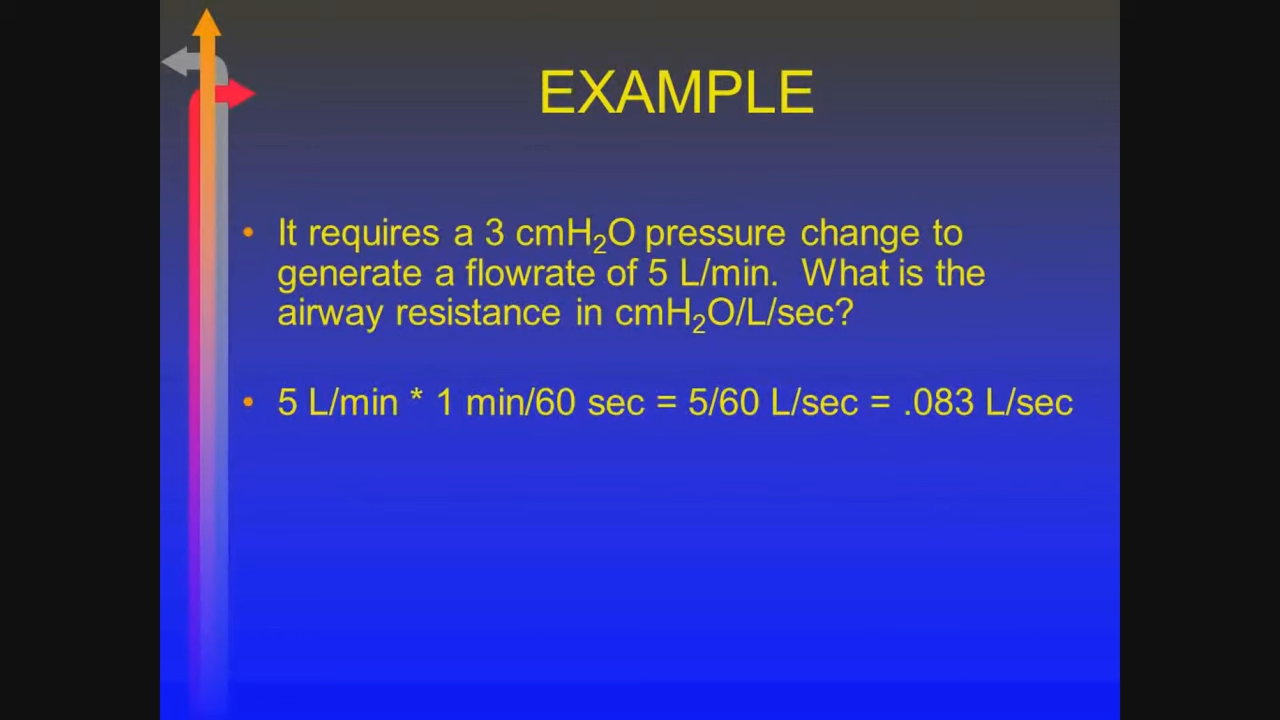 EXAMPLE
• It requires a 3 cmH₂O pressure change to
generate a flowrate of 5 L/min.  What is the
airway resistance in cmH₂O/L/sec?
• 5 L/min * 1 min/60 sec = 5/60 L/sec = .083 L/sec